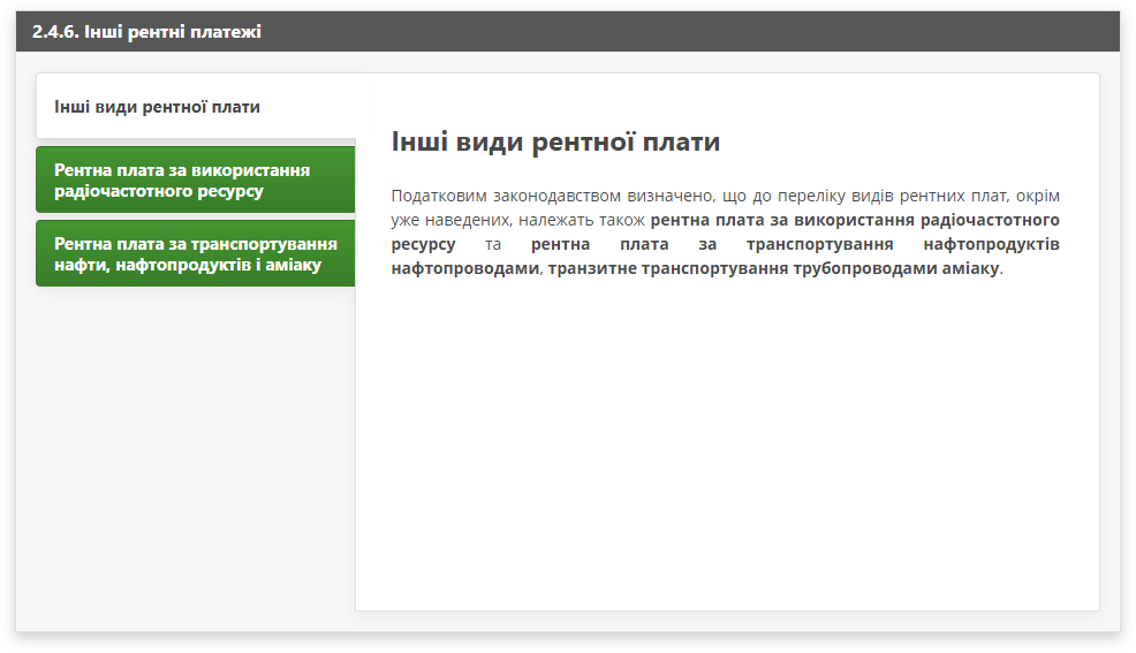 2.4.6. Інші рентні платежі
Інші види рентної плати
Рентна плата за використання
радіочастотного ресурсу
Рентна плата за транспортування
нафти, нафтопродуктів і аміаку
Інші види рентної плати
Податковим законодавством визначено, що до переліку видів рентних плат, окрім
уже наведених, належать також рентна плата за використання радіочастотного
ресурсу та рентна плата за транспортування нафтопродуктів
нафтопроводами, транзитне транспортування трубопроводами аміаку.